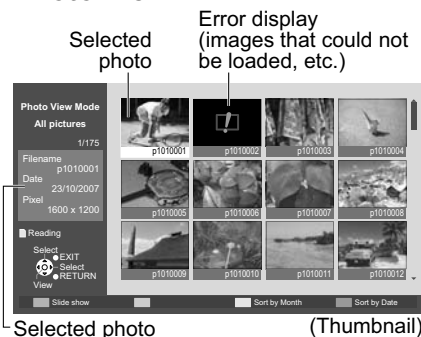 Error display
(images that could not
be loaded, etc.)
Selected
photo
Photo View Mode
All pictures
1/175
Filename
p1010001
Date
23/10/2007
Pixel
1600 x 1200
Reading
Select
EXIT
Select
RETURN
View
p1010001 p1010002 p1010003 p1010004
p1010005 p1010006 p1010007 p1010008
p1010009 p1010010 p1010011 p1010012
Slide show Sort by Month Sort by Date
Selected photo
(Thumbnail)